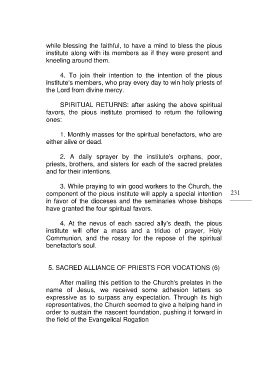 while blessing the faithful, to have a mind to bless the pious
institute along with its members as if they were present and
kneeling around them.
4. To join their intention to the intention of the pious
Institute's members, who pray every day to win holy priests of
the Lord from divine mercy.
SPIRITUAL RETURNS: after asking the above spiritual
favors, the pious institute promised to return the following
ones:
1. Monthly masses for the spiritual benefactors, who are
either alive or dead.
2. A daily sprayer by the institute's orphans, poor,
priests, brothers, and sisters for each of the sacred prelates
and for their intentions.
3. While praying to win good workers to the Church, the
component of the pious institute will apply a special intention
in favor of the dioceses and the seminaries whose bishops
have granted the four spiritual favors.
231
4. At the nevus of each sacred ally's death, the pious
institute will offer a mass and a triduo of prayer, Holy
Communion, and the rosary for the repose of the spiritual
benefactor's soul.
5. SACRED ALLIANCE OF PRIESTS FOR VOCATIONS (6)
After mailing this petition to the Church's prelates in the
name of Jesus, we received some adhesion letters so
expressive as to surpass any expectation. Through its high
representatives, the Church seemed to give a helping hand in
order to sustain the nascent foundation, pushing it forward in
the field of the Evangelical Rogation